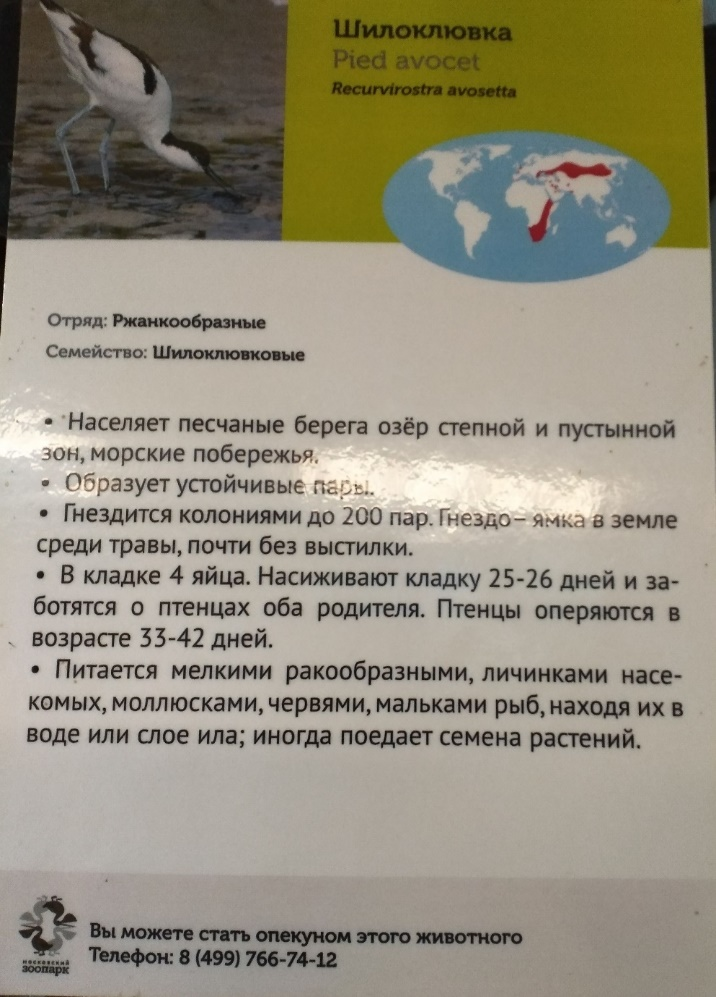 Шилоклювка
Pied avocet
Recurvirostra avosetta
Отряд: Ржанкообразные
Семейство: Шилоклювковые
• Населяет песчаные берега озёр степной и пустынной
зон, морские побережья.
• Образует устойчивые пары.
• Гнездится колониями до 200 пар. Гнездо – ямка в земле
среди травы, почти без выстилки.
• В кладке 4 яйца. Насиживают кладку 25-26 дней и за-
ботятся о птенцах оба родителя. Птенцы оперяются в
возрасте 33-42 дней.
• Питается мелкими ракообразными, личинками насе-
комых, моллюсками, червями, мальками рыб, находя их в
воде или слое ила; иногда поедает семена растений.
Вы можете стать опекуном этого животного
Телефон: 8 (499) 766-74-12
московский
зоопарк